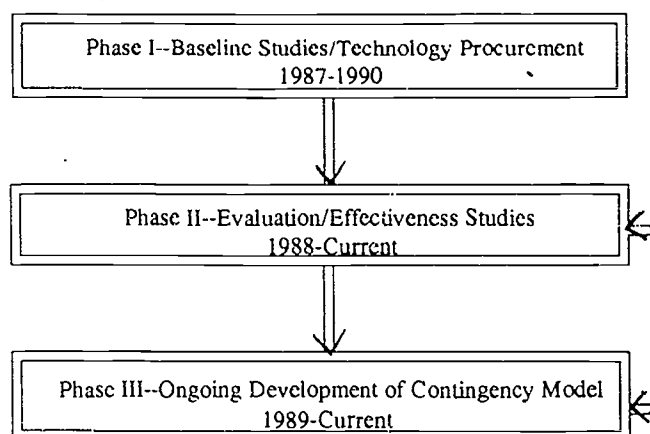 Phase I--Baseline Studies/Technology Procurement
1987-1990
Phase II--Evaluation/Effectiveness Studies
1988-Current
Phase III--Ongoing Development of Contingency Model
1989-Current